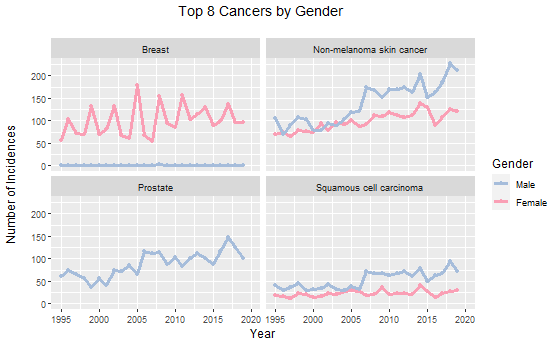 Top 8 Cancers by Gender
Breast
Non-melanoma skin cancer
200
150
100
50
0
Prostate
Squamous cell carcinoma
200
150
100
50
0
1995 2000 2005 2010 2015 2020
1995 2000 2005 2010 2015 2020
Number of Incidences
Year
Gender
Male
Female